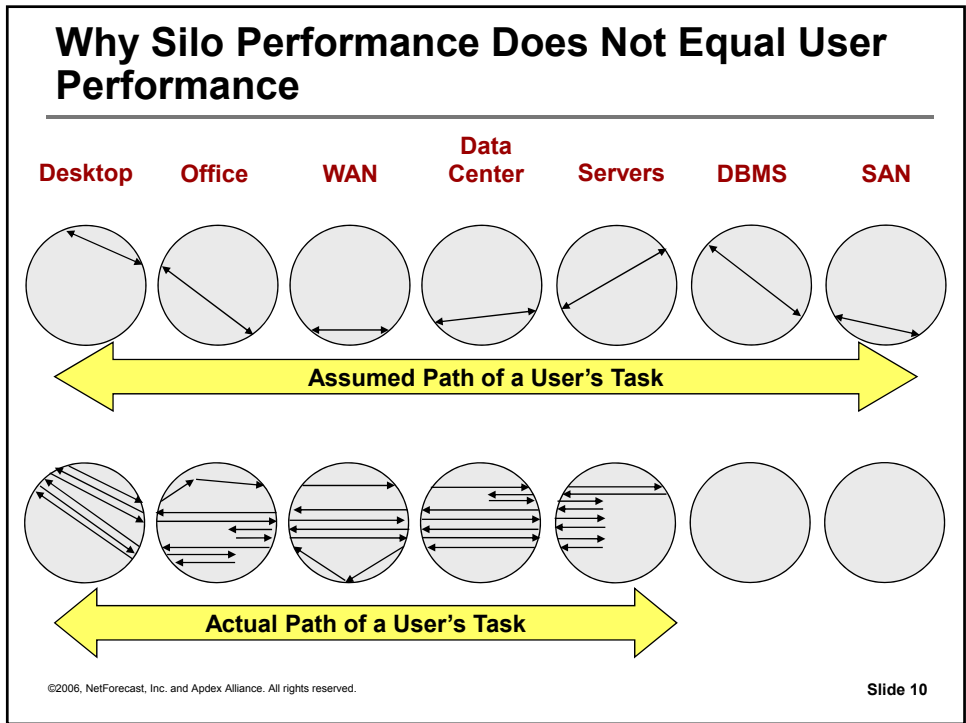 Why Silo Performance Does Not Equal User
Performance
Desktop
Office
WAN
Data
Center
Servers
DBMS
SAN
Assumed Path of a User's Task
Actual Path of a User's Task
©2006, NetForecast, Inc. and Apdex Alliance. All rights reserved.
Slide 10